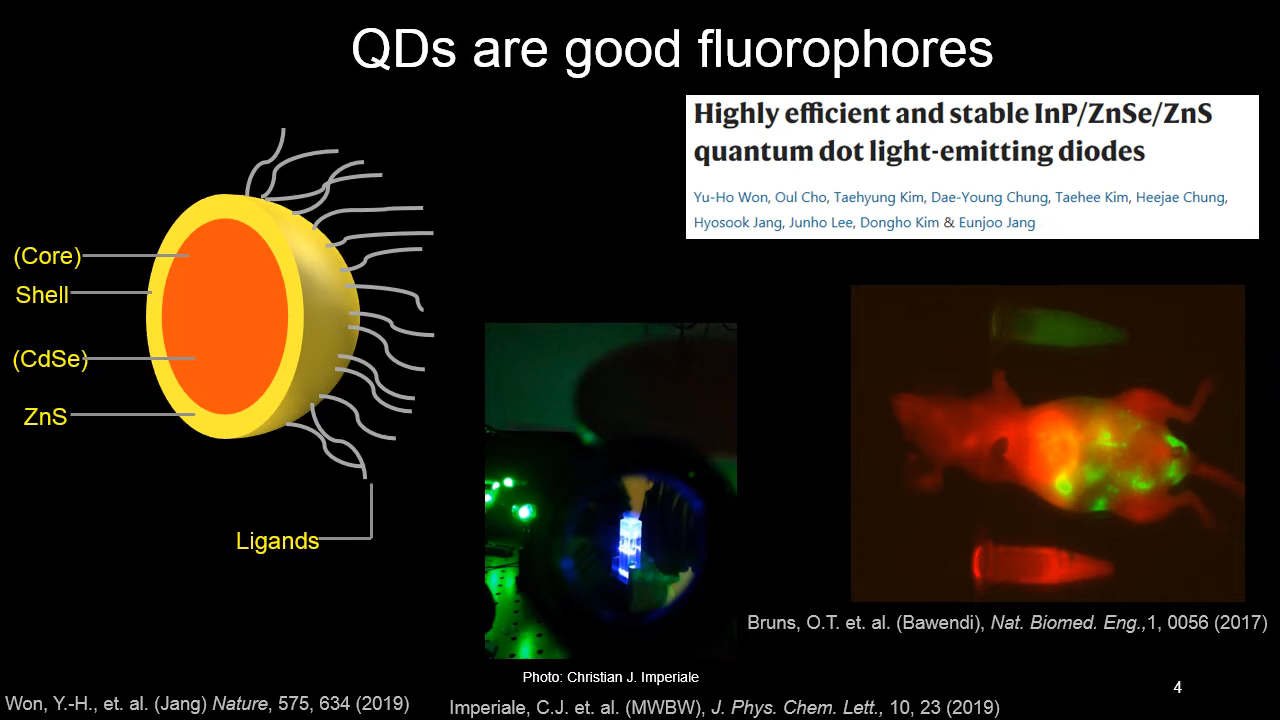 QDs are good fluorophores
Highly efficient and stable InP/ZnSe/ZnS
quantum dot light-emitting diodes
Yu-Ho Won, Oul Cho, Taehyung Kim, Dae-Young Chung, Taehee Kim, Heejae Chung,
Hyosook Jang, Junho Lee, Dongho Kim & Eunjoo Jang
(Core)
Shell
(CdSe)
ZnS
Ligands
Bruns, O.T. et. al. (Bawendi), Nat. Biomed. Eng.,1, 0056 (2017)
Photo: Christian J. Imperiale
4
Won, Y.-H., et. al. (Jang) Nature, 575, 634 (2019)
Imperiale, C.J. et. al. (MWBW), J. Phys. Chem. Lett., 10, 23 (2019)